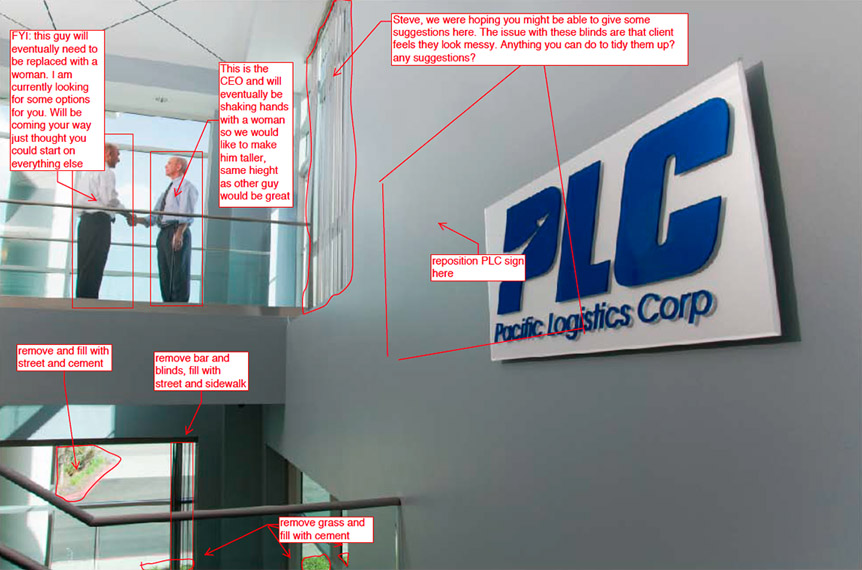 FYI: this guy will
eventually need to
be replaced with a
woman. I am
currently looking
for some options
for you. Will be
coming your way
just thought you
could start on
everything else
This is the
CEO and will
eventually be
shaking hands
with a woman
so we would
like to make
him taller,
same hieght
as other guy
would be great
Steve, we were hoping you might be able to give some
suggestions here. The issue with these blinds are that client
feels they look messy. Anything you can do to tidy them up?
any suggestions?
PLC
Pacific Logistics Corp
reposition PLC sign
here
remove and fill with
street and cement
remove bar and
blinds, fill with
street and sidewalk
remove grass and
fill with cement